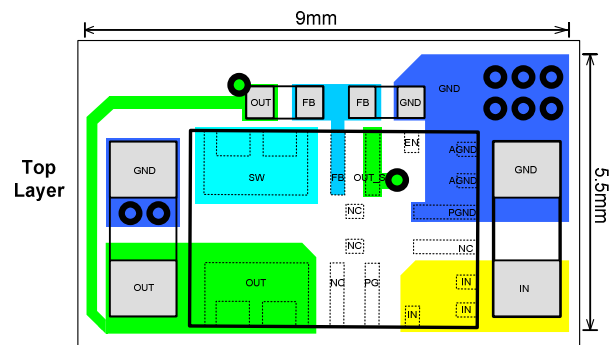 9mm
Top
Layer
5.5mm
OUT
FB
FB
GND
GND
EN
AGND
GND
SW
FB
OUT_S
AGND
GND
NC
PGND
NC
NC
OUT
OUT
NC
PG
IN
IN
IN
IN